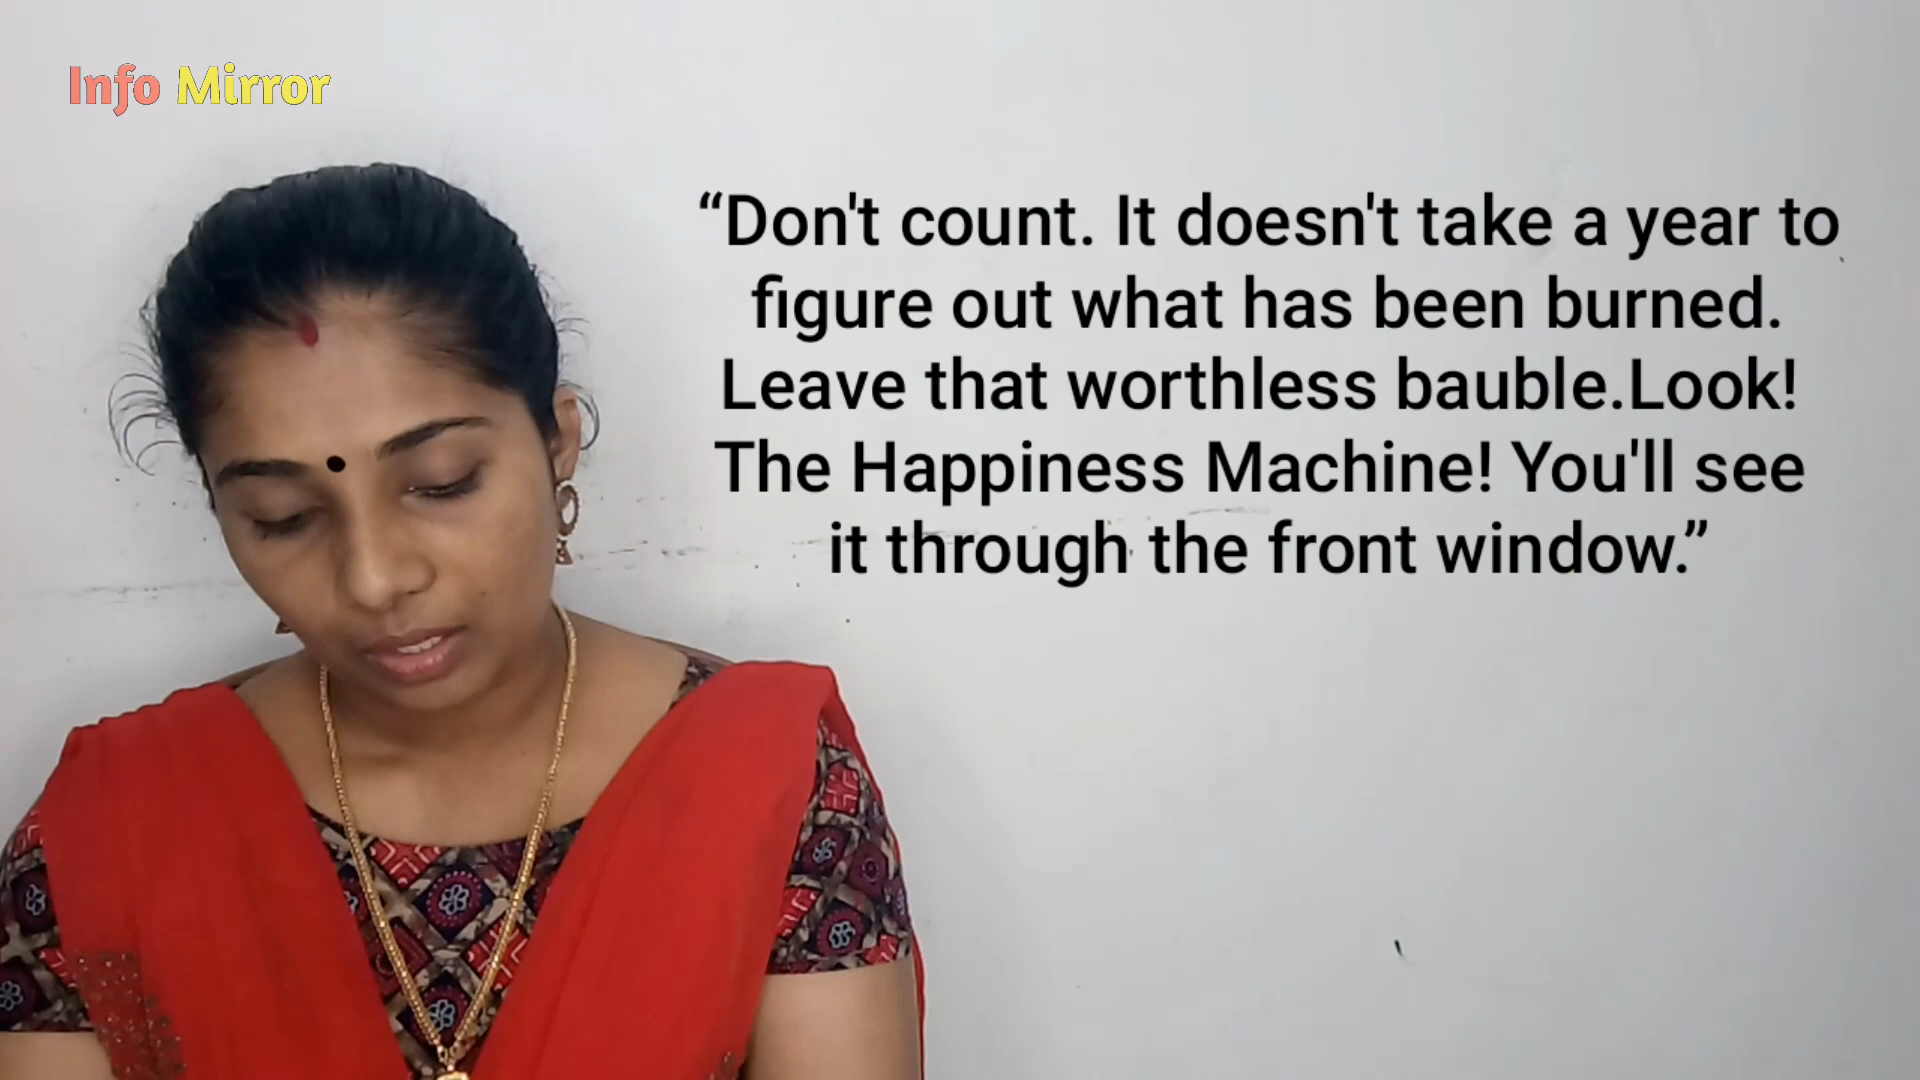 Info Mirror
“Don't count. It doesn't take a year to
figure out what has been burned.
Leave that worthless bauble.Look!
The Happiness Machine! You'll see
it through the front window.”